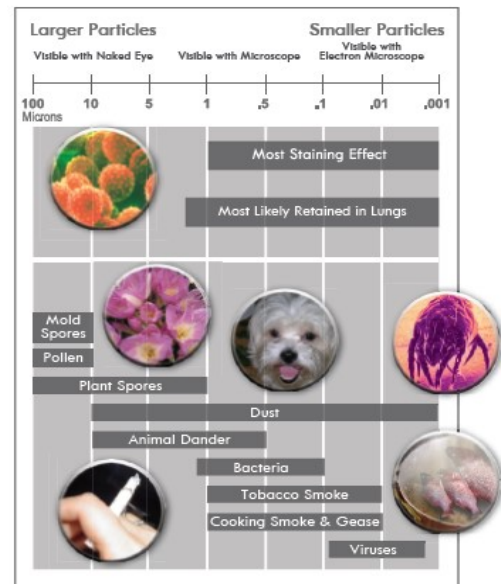 Larger Particles
Smaller Particles
Visible with Naked Eye
Visible with Microscope
Visible with
Electron Microscope
100 10 5 1 .5 .1 .01 .001
Microns
Most Staining Effect
Most Likely Retained in Lungs
Mold
Spores
Pollen
Plant Spores
Dust
Animal Dander
Bacteria
Tobacco Smoke
Cooking Smoke & Gease
Viruses